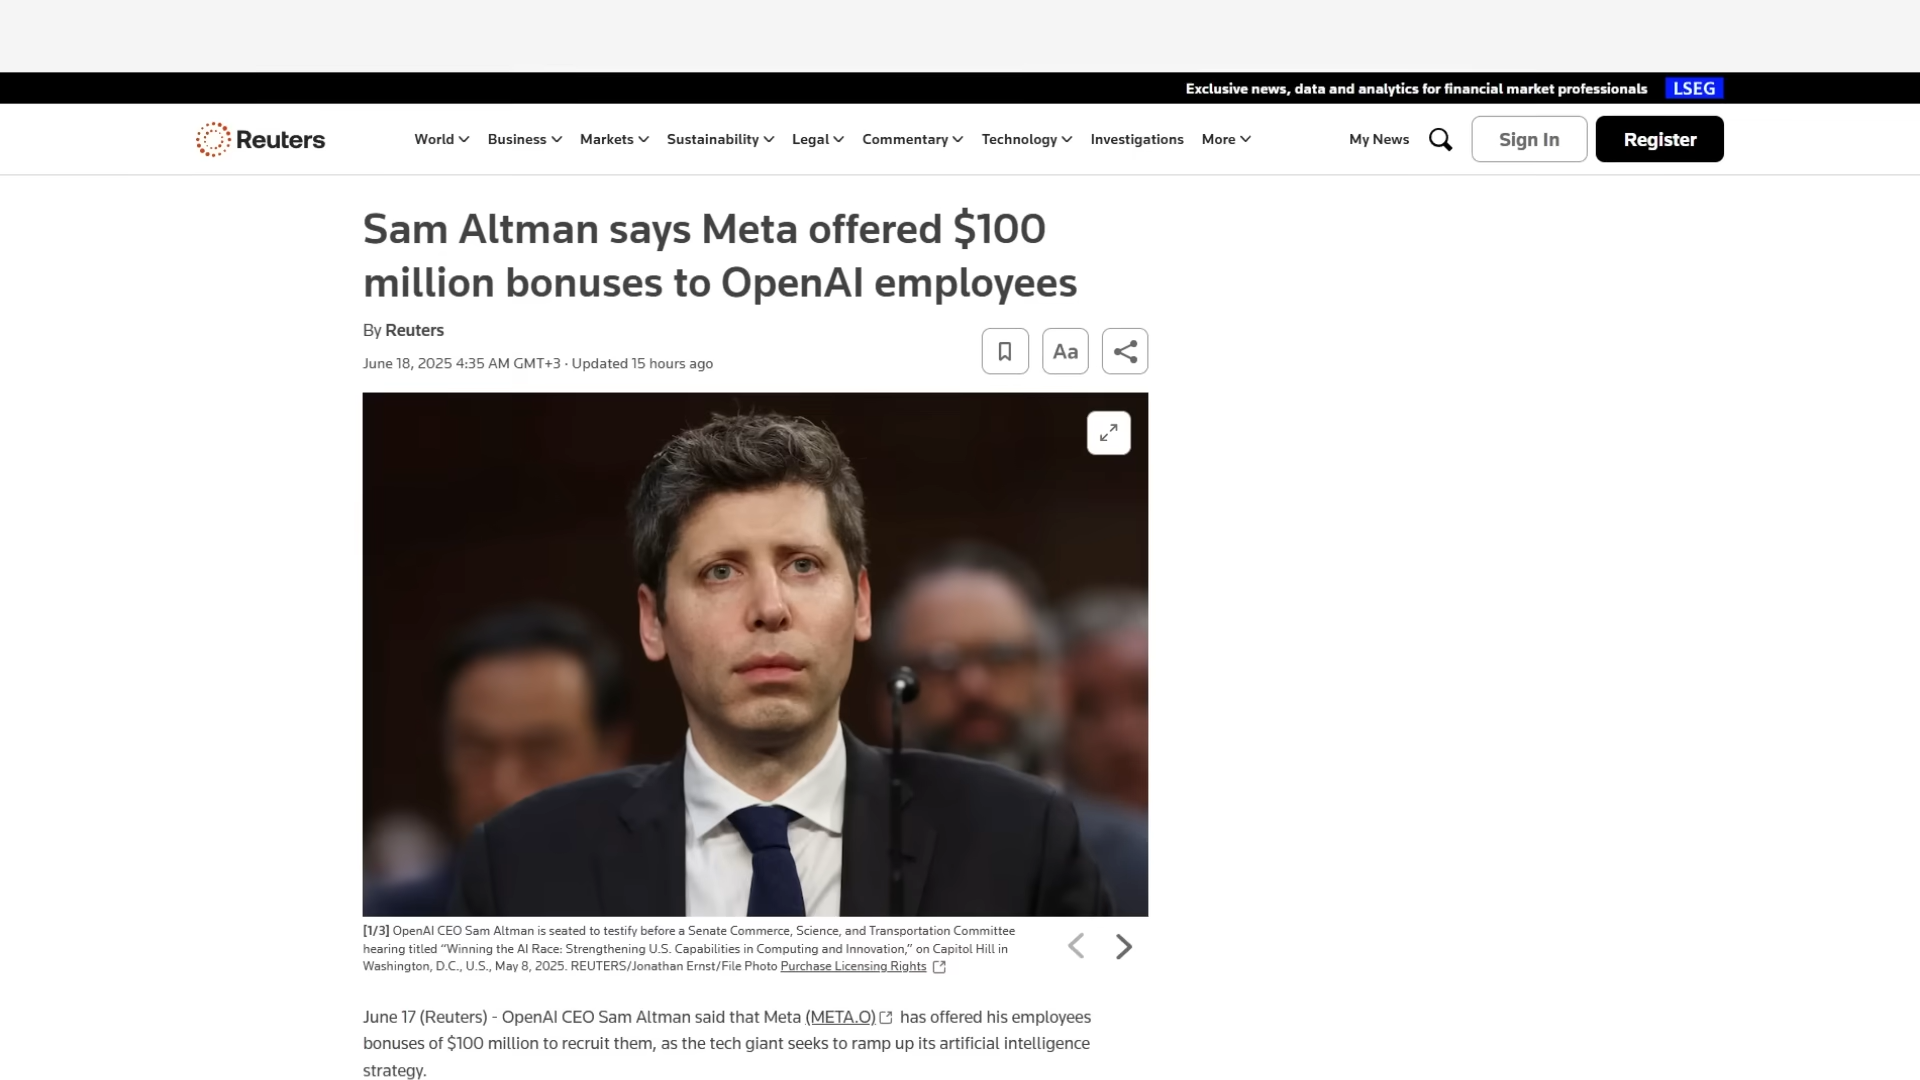 Exclusive news, data and analytics for financial market professionals LSEG
Reuters World Business Markets Sustainability Legal Commentary Technology Investigations More My News Sign In Register
Sam Altman says Meta offered $100
million bonuses to OpenAI employees
By Reuters
June 18, 2025 4:35 AM GMT+3 · Updated 15 hours ago
Aa
[1/3] OpenAI CEO Sam Altman is seated to testify before a Senate Commerce, Science, and Transportation Committee
hearing titled “Winning the AI Race: Strengthening U.S. Capabilities in Computing and Innovation,” on Capitol Hill in
Washington, D.C., U.S., May 8, 2025. REUTERS/Jonathan Ernst/File Photo Purchase Licensing Rights
June 17 (Reuters) - OpenAI CEO Sam Altman said that Meta (META.O) has offered his employees
bonuses of $100 million to recruit them, as the tech giant seeks to ramp up its artificial intelligence
strategy.